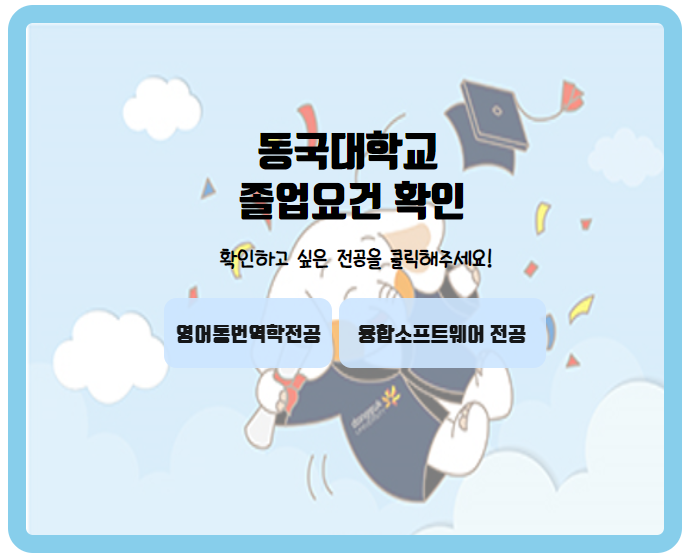 동국대학교
졸업요건 확인
확인하고 싶은 전공을 클릭해주세요!
영어통번역학전공
융합소프트웨어 전공
dongguk